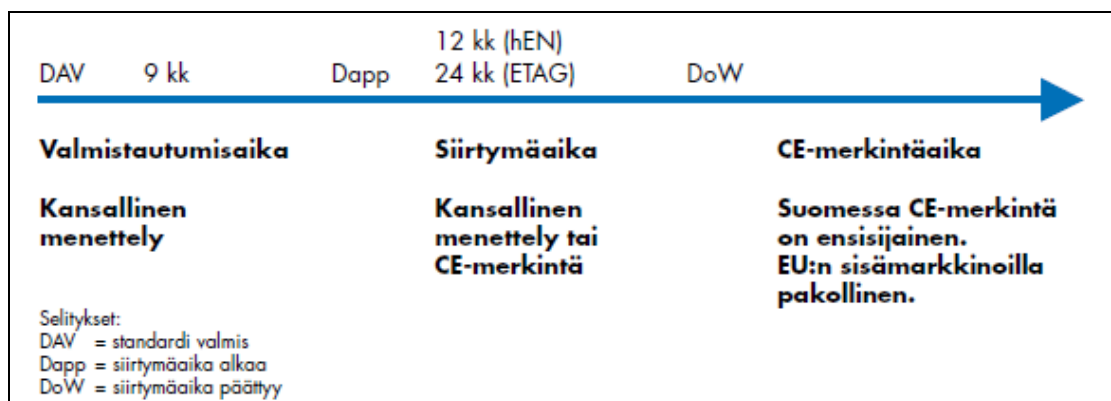 12 kk (hEN)
DAV 9 kk Dapp 24 kk (ETAG) DoW
Valmistautumisaika Siirtymäaika CE-merkintäaika
Kansallinen menettely
Kansallinen menettely tai CE-merkintä
Suomessa CE-merkintä on ensisijainen.
EU:n sisämarkkinoilla pakollinen.
Selitykset:
DAV = standardi valmis
Dapp = siirtymäaika alkaa
DoW = siirtymäaika päättyy